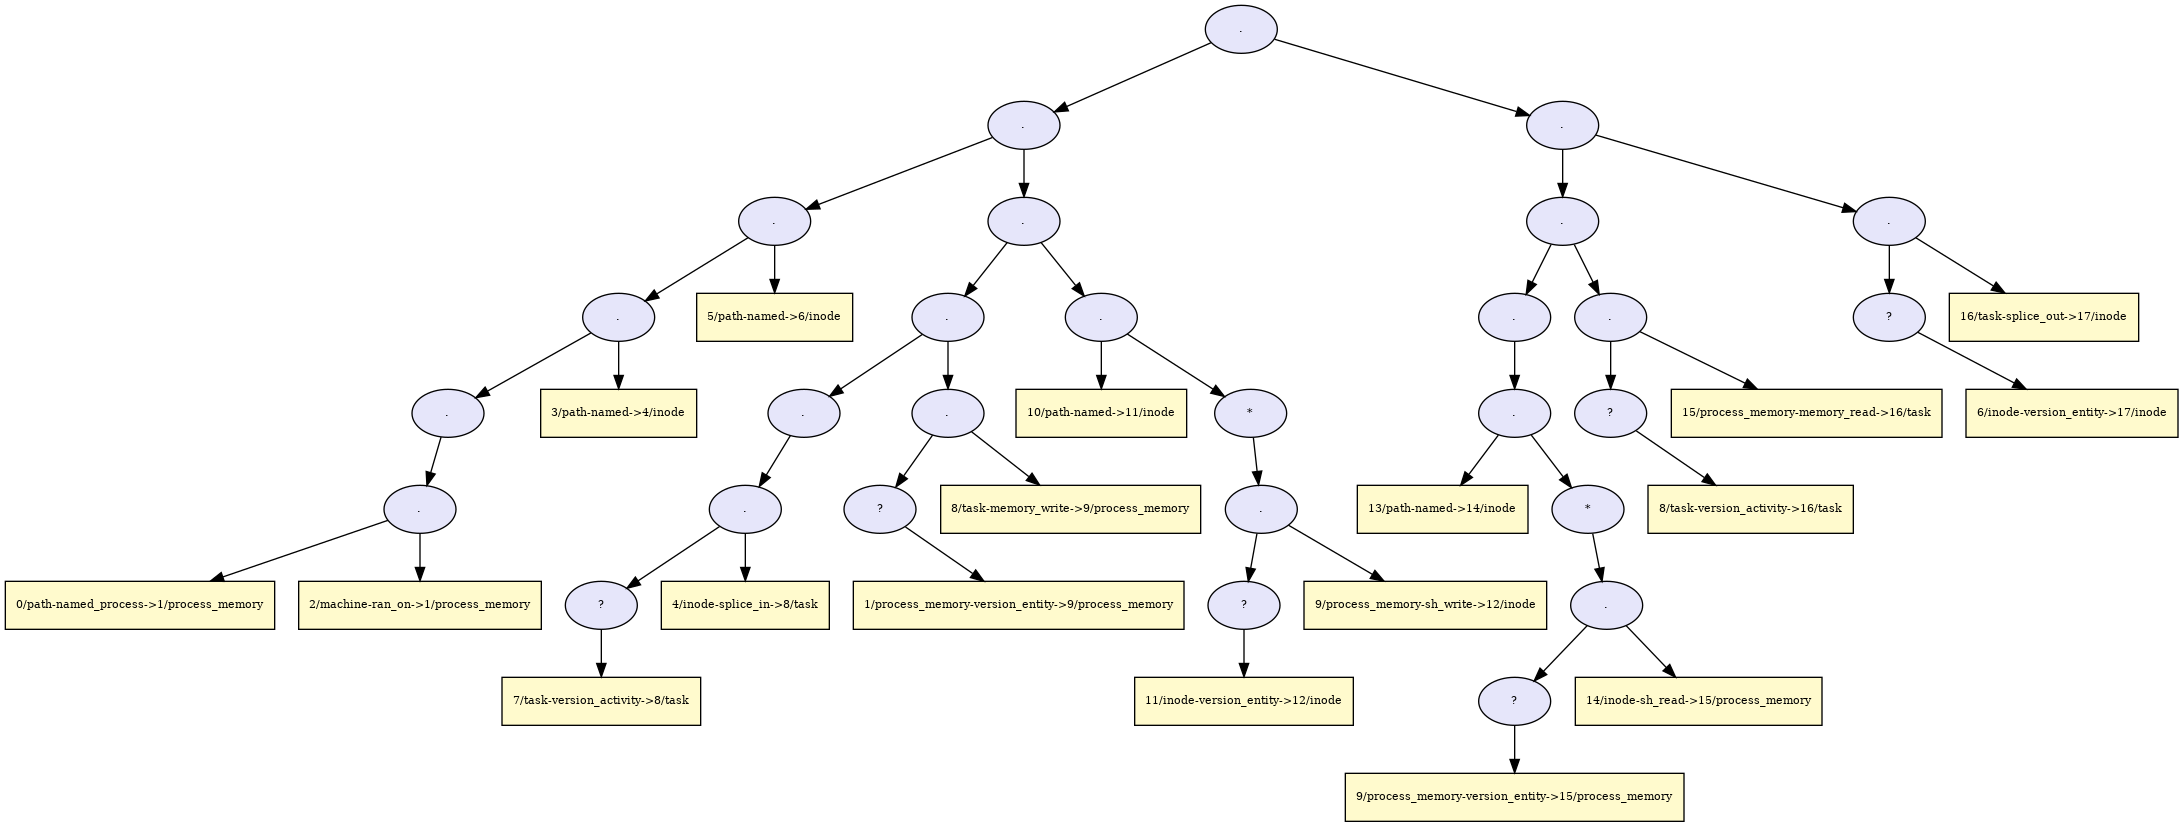 .
.
.
.
.
.
.
.
5/path-named->6/inode
.
.
.
.
?
16/task-splice_out->17/inode
.
3/path-named->4/inode
.
.
10/path-named->11/inode
*
.
?
15/process_memory-memory_read->16/task
6/inode-version_entity->17/inode
.
.
?
8/task-memory_write->9/process_memory
.
13/path-named->14/inode
*
8/task-version_activity->16/task
0/path-named_process->1/process_memory
2/machine-ran_on->1/process_memory
?
4/inode-splice_in->8/task
1/process_memory-version_entity->9/process_memory
?
9/process_memory-sh_write->12/inode
.
7/task-version_activity->8/task
11/inode-version_entity->12/inode
?
14/inode-sh_read->15/process_memory
9/process_memory-version_entity->15/process_memory